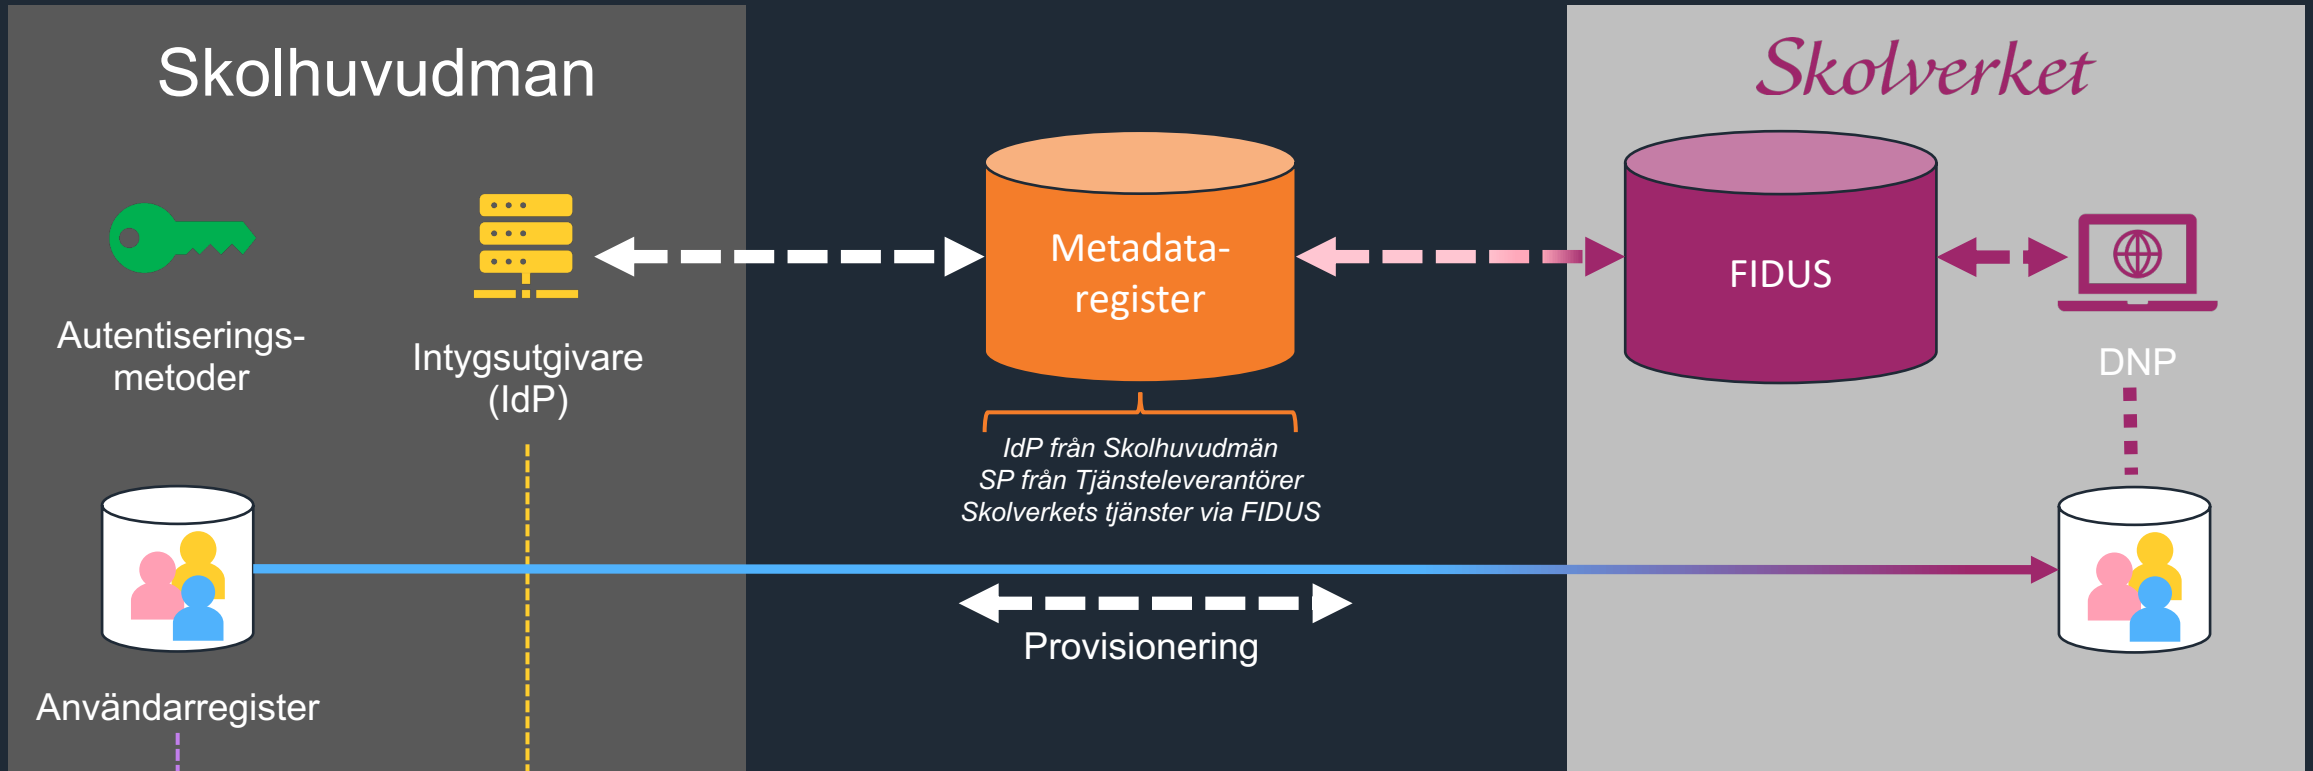 Skolhuvudman
Autentiserings-
metoder
Intygsutgivare
(IdP)
Användarregister
Metadata-
register
IdP från Skolhuvudmän
SP från Tjänsteleverantörer
Skolverkets tjänster via FIDUS
Provisionering
Skolverket
FIDUS
DNP